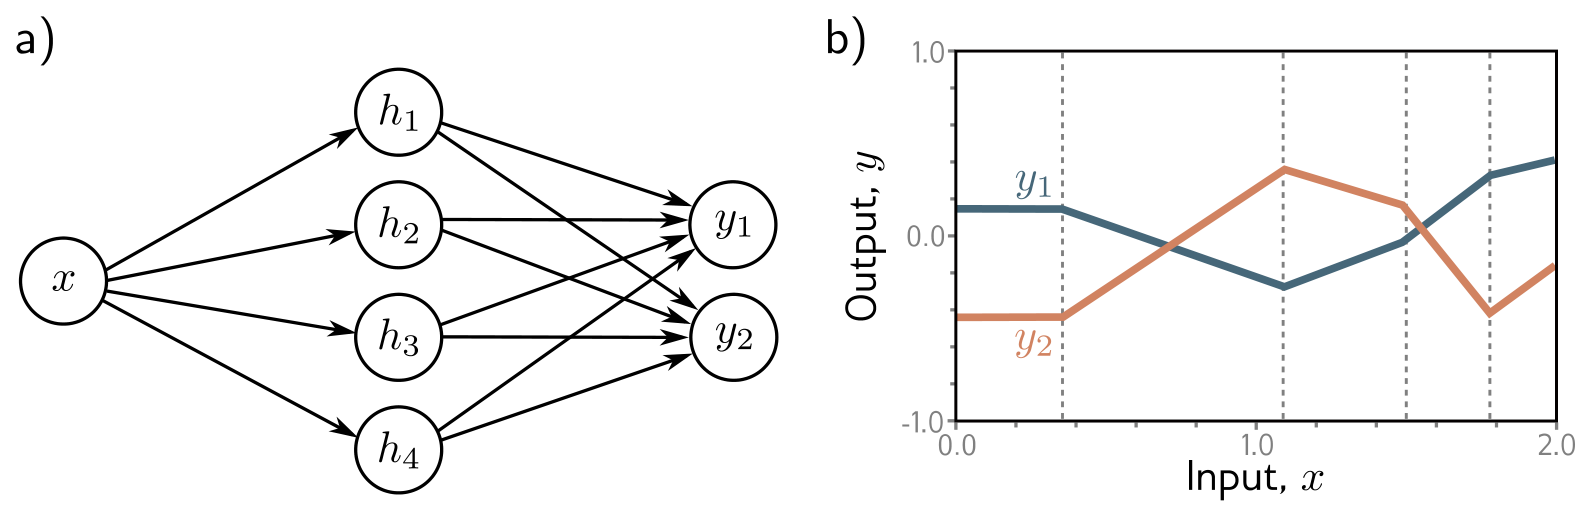 a)
x
h₁
h₂
h₃
h₄
y₁
y₂
b)
Output, y
1.0
0.0
-1.0
y₁
y₂
0.0 1.0 2.0
Input, x